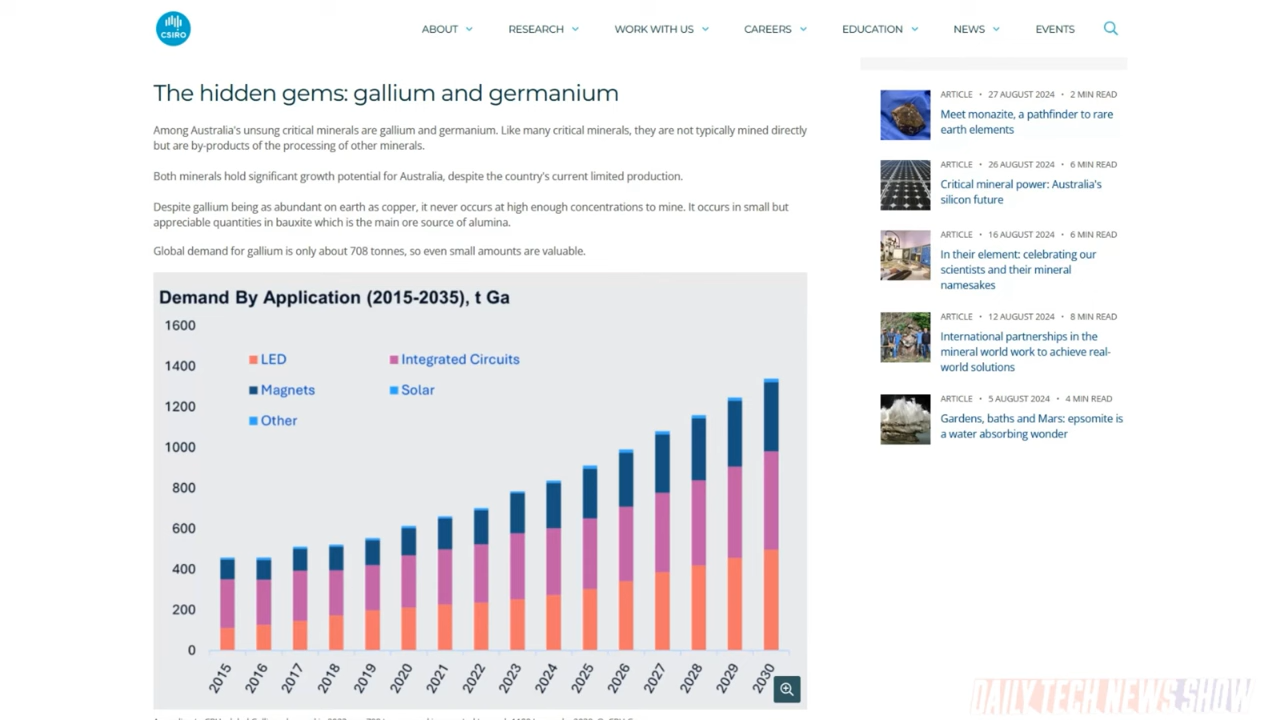 CSIRO
ABOUT
RESEARCH
WORK WITH US
CAREERS
EDUCATION
NEWS
EVENTS
The hidden gems: gallium and germanium
Among Australia's unsung critical minerals are gallium and germanium. Like many critical minerals, they are not typically mined directly
but are by-products of the processing of other minerals.
Both minerals hold significant growth potential for Australia, despite the country's current limited production.
Despite gallium being as abundant on earth as copper, it never occurs at high enough concentrations to mine. It occurs in small but
appreciable quantities in bauxite which is the main ore source of alumina.
Global demand for gallium is only about 708 tonnes, so even small amounts are valuable.
Demand By Application (2015-2035), t Ga
1600
1400
1200
1000
800
600
400
200
0
LED
Integrated Circuits
Magnets
Solar
Other
2015
2016
2017
2018
2019
2020
2021
2022
2023
2024
2025
2026
2027
2028
2029
2030
ARTICLE • 27 AUGUST 2024 • 2 MIN READ
Meet monazite, a pathfinder to rare
earth elements
ARTICLE • 26 AUGUST 2024 • 6 MIN READ
Critical mineral power: Australia's
silicon future
ARTICLE • 16 AUGUST 2024 • 6 MIN READ
In their element: celebrating our
scientists and their mineral
namesakes
ARTICLE • 12 AUGUST 2024 • 8 MIN READ
International partnerships in the
mineral world work to achieve real-
world solutions
ARTICLE • 5 AUGUST 2024 • 4 MIN READ
Gardens, baths and Mars: epsomite is
a water absorbing wonder
DAILY TECH NEWS SHOW